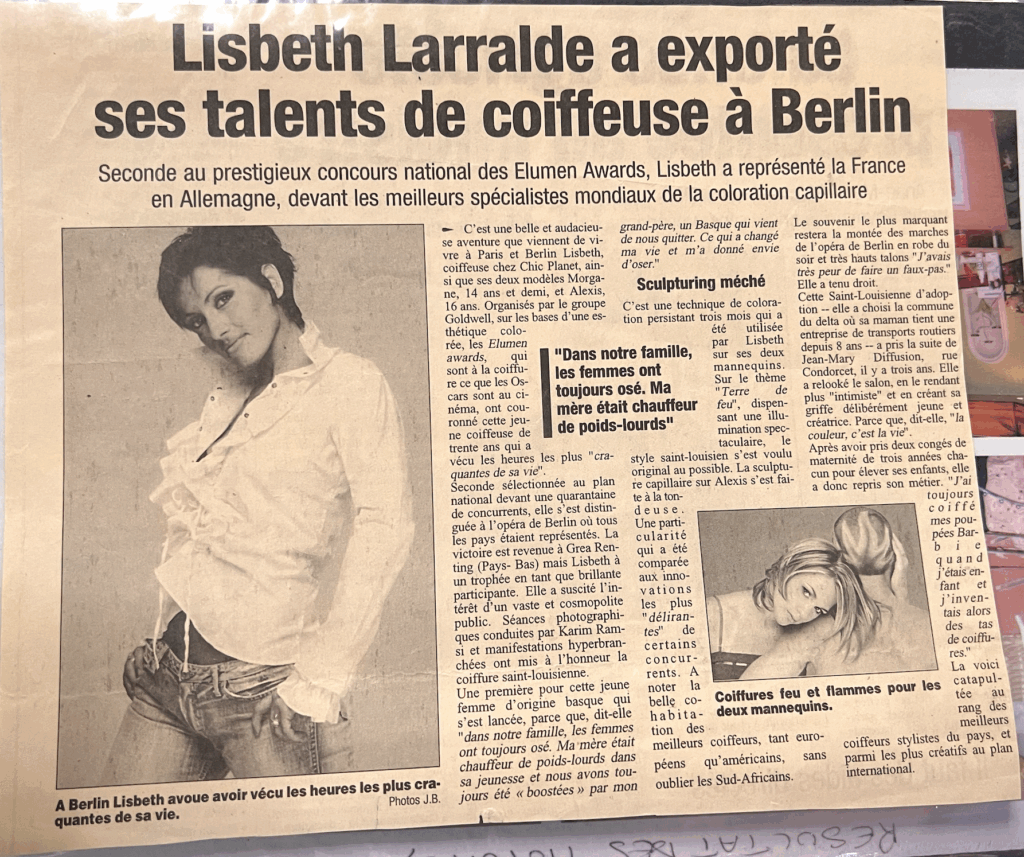 Lisbeth Larralde a exporté
ses talents de coiffeuse à Berlin
Seconde au prestigieux concours national des Elumen Awards, Lisbeth a représenté la France
en Allemagne, devant les meilleurs spécialistes mondiaux de la coloration capillaire
C'est une belle et audacieu-
se aventure que viennent de vi-
vre à Paris et Berlin Lisbeth,
coiffeuse chez Chic Planet, ain-
si que ses deux modèles Morga-
ne, 14 ans et demi, et Alexis,
16 ans. Organisés par le groupe
Goldwell, sur les bases d'une es-
thétique colo-
rée, les Elumen
awards, qui
sont à la coiffu-
re ce que les Os-
cars sont au ci-
néma, ont cou-
ronné cette jeu-
ne coiffeuse de
trente ans qui a
vécu les heures les plus "cra-
quantes de sa vie".
Seconde sélectionnée au plan
national devant une quarantaine
de concurrents, elle s'est distin-
guée à l'opéra de Berlin où tous
les pays étaient représentés. La
victoire est revenue à Grea Ren-
ting (Pays- Bas) mais Lisbeth a
un trophée en tant que brillante
participante. Elle a suscité l'in-
térêt d'un vaste et cosmopolite
public. Séances photographi-
ques conduites par Karim Ram-
si et manifestations hyperbran-
chées ont mis à l'honneur la
coiffure saint-louisienne.
Une première pour cette jeune
femme d'origine basque qui
s'est lancée, parce que, dit-elle
"dans notre famille, les femmes
ont toujours osé. Ma mère était
chauffeur de poids-lourds dans
sa jeunesse et nous avons tou-
jours été « boostées » par mon
grand-père, un Basque qui vient
de nous quitter. Ce qui a changé
ma vie et m'a donné envie
d'oser."
Sculpturing méché
C'est une technique de colora-
tion persistant trois mois qui a
été utilisée
par Lisbeth
sur ses deux
mannequins.
Sur le thème
"Terre de
feu", dispen-
sant une illu-
mination spec-
taculaire, le
style saint-louisien s'est voulu
original au possible. La sculptu-
re capillaire sur Alexis s'est fai-
te à la ton-
deuse.
Une parti-
cularité
qui a été
comparée
aux inno-
vations
les plus
"déliran-
tes" de
certains
concur-
rents. A
noter la
belle co-
habita-
tion des
meilleurs coiffeurs, tant euro-
péens qu'américains, sans
oublier les Sud-Africains.
"Dans notre famille,
les femmes ont
toujours osé. Ma
mère était chauffeur
de poids-lourds"
Le souvenir le plus marquant
restera la montée des marches
de l'opéra de Berlin en robe du
soir et très hauts talons "J'avais
très peur de faire un faux-pas."
Elle a tenu droit.
Cette Saint-Louisienne d'adop-
tion -- elle a choisi la commune
du delta où sa maman tient une
entreprise de transports routiers
depuis 8 ans -- a pris la suite de
Jean-Mary Diffusion, rue
Condorcet, il y a trois ans. Elle
a relooké le salon, en le rendant
plus "intimiste" et en créant sa
griffe délibérément jeune et
créatrice. Parce que, dit-elle, "la
couleur, c'est la vie".
Après avoir pris deux congés de
maternité de trois années cha-
cun pour élever ses enfants, elle
a donc repris son métier. "J'ai
toujours
coiffé
mes pou-
pées Bar-
bie
quand
j'étais en-
fant et
j'inven-
tais alors
des tas
de coiffu-
res."
La voici
catapul-
tée au
rang des
meilleurs
coiffeurs stylistes du pays, et
parmi les plus créatifs au plan
international.
Coiffures feu et flammes pour les
deux mannequins.
A Berlin Lisbeth avoue avoir vécu les heures les plus cra-
quantes de sa vie.
Photos J.B.
RESULTAT DES